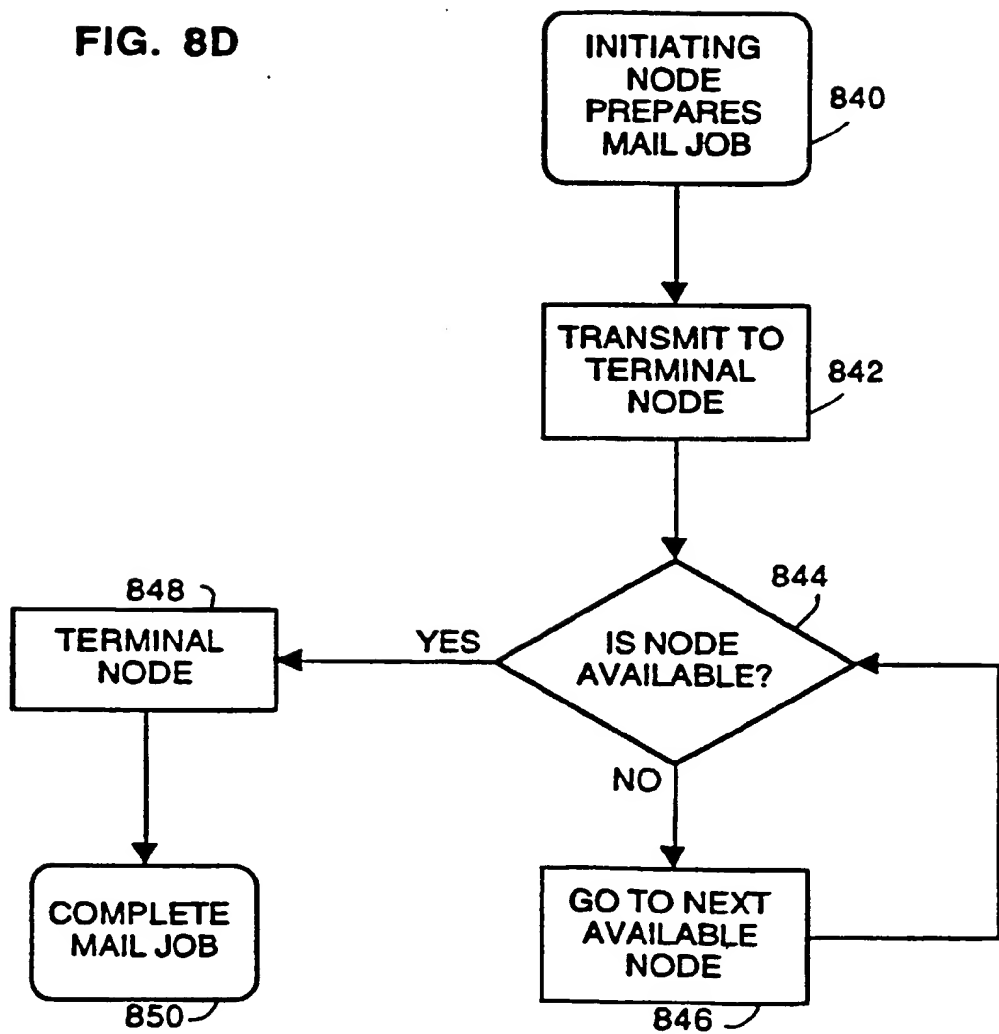 FIG. 8D
INITIATING
NODE
PREPARES
MAIL JOB
840
TRANSMIT TO
TERMINAL
NODE
842
844
IS NODE
AVAILABLE?
YES
848
TERMINAL
NODE
NO
GO TO NEXT
AVAILABLE
NODE
846
COMPLETE
MAIL JOB
850